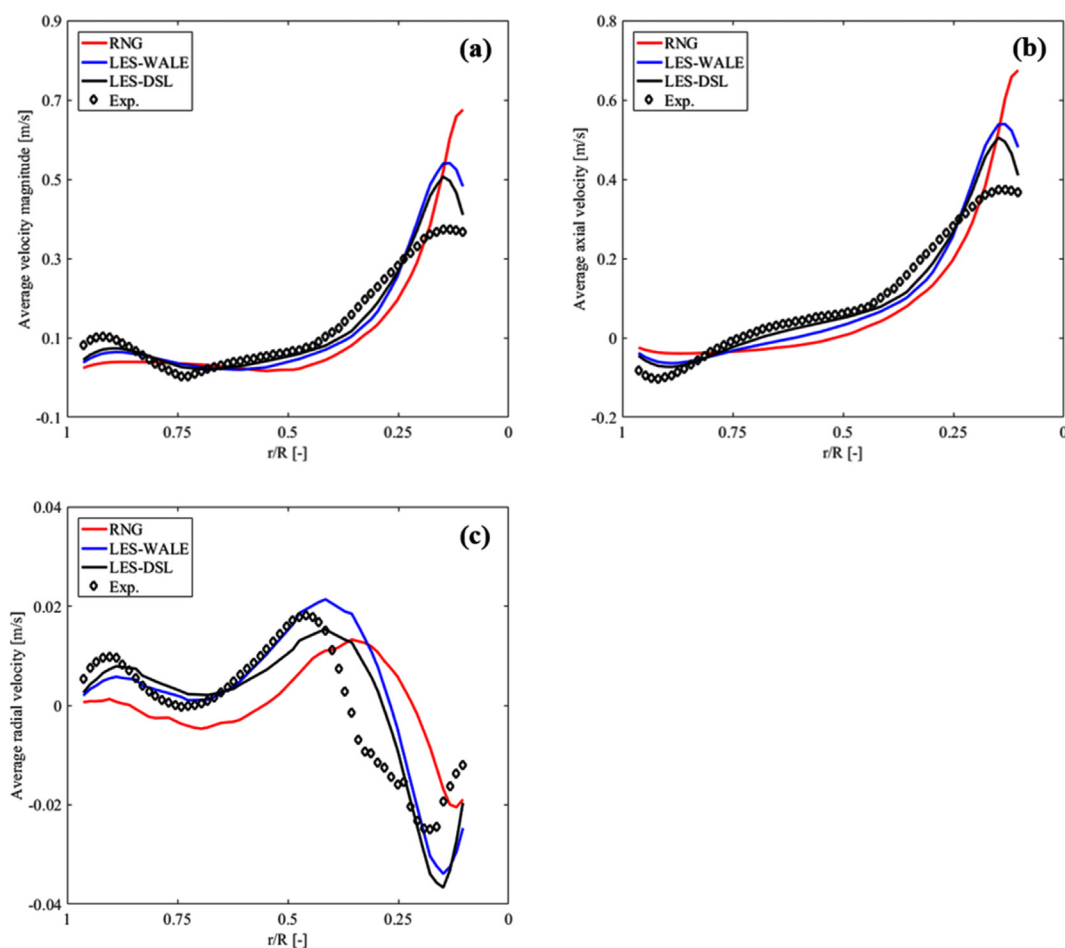 0.9
RNG
LES-WALE
LES-DSL
Exp.
(a)
0.7
0.5
0.3
0.1
-0.1
Average velocity magnitude [m/s]
1
0.75
0.5
0.25
0
r/R [-]
0.8
RNG
LES-WALE
LES-DSL
Exp.
(b)
0.6
0.4
0.2
0
-0.2
Average axial velocity [m/s]
1
0.75
0.5
0.25
0
r/R [-]
0.04
RNG
LES-WALE
LES-DSL
Exp.
(c)
0.02
0
-0.02
-0.04
Average radial velocity [m/s]
1
0.75
0.5
0.25
0
r/R [-]